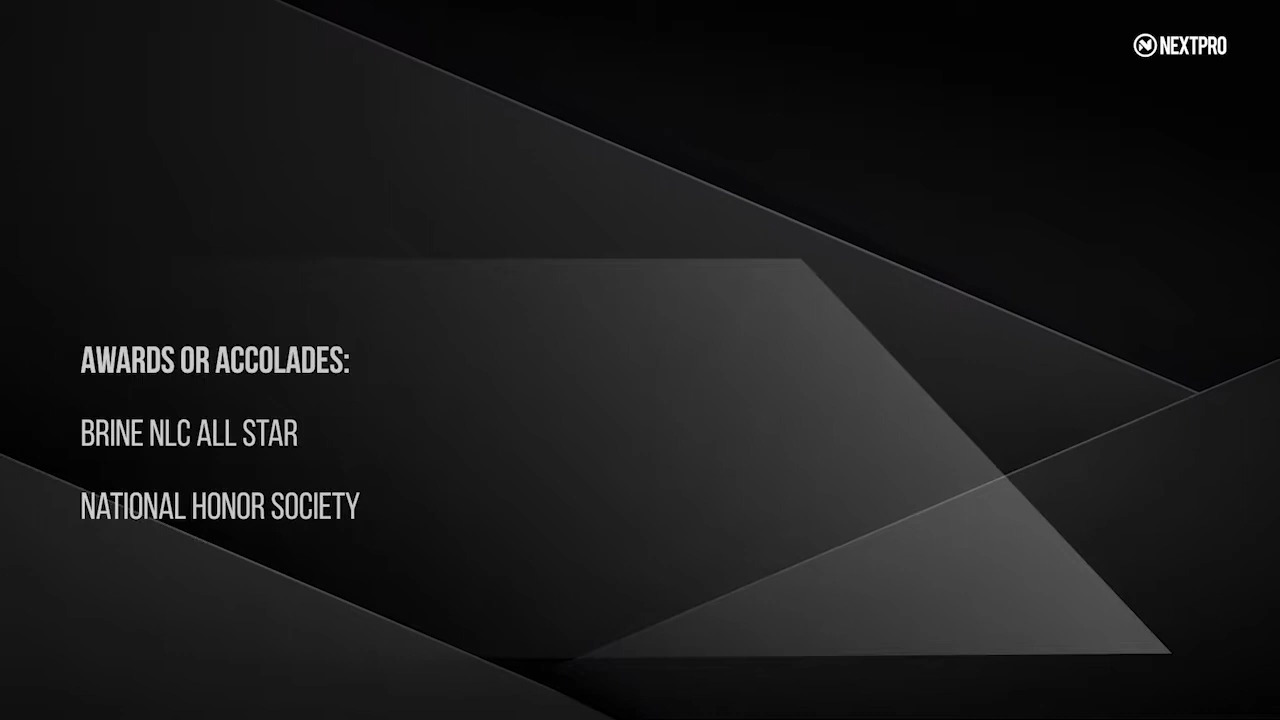 NEXTPRO
AWARDS OR ACCOLADES:
BRINE NLC ALL STAR
NATIONAL HONOR SOCIETY